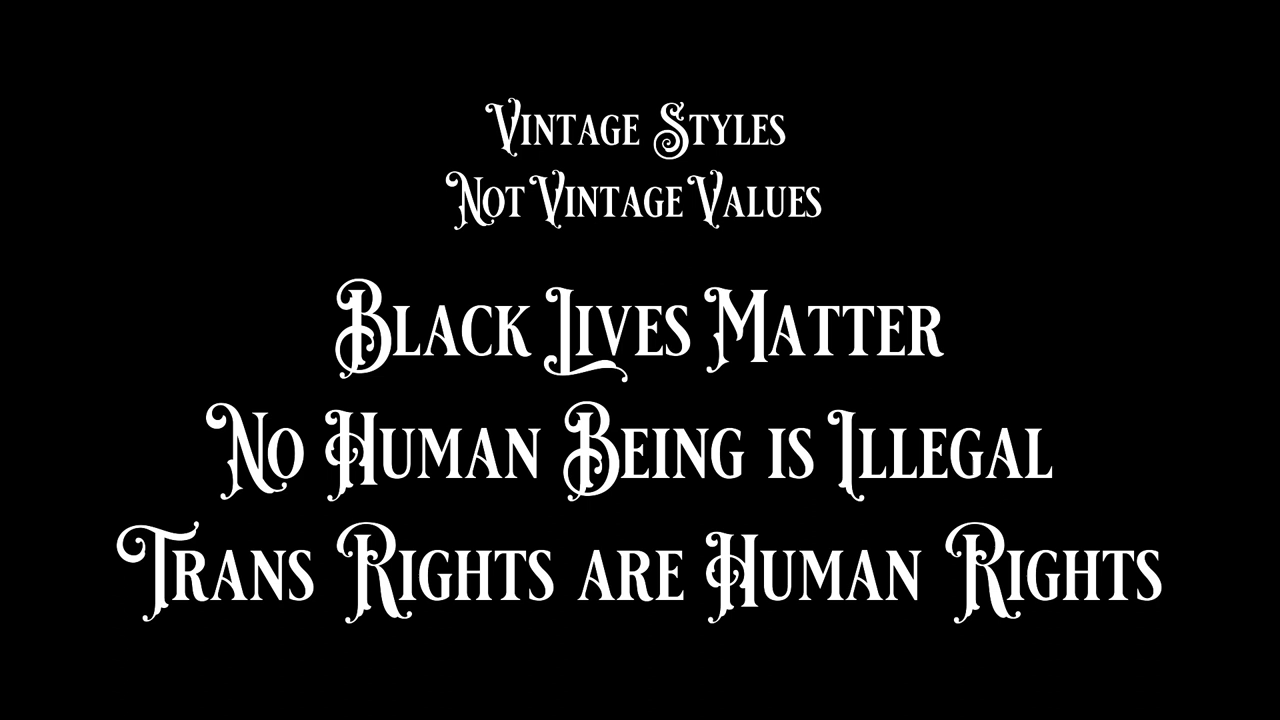 Vintage Styles
Not Vintage Values
Black Lives Matter
No Human Being is Illegal
Trans Rights are Human Rights